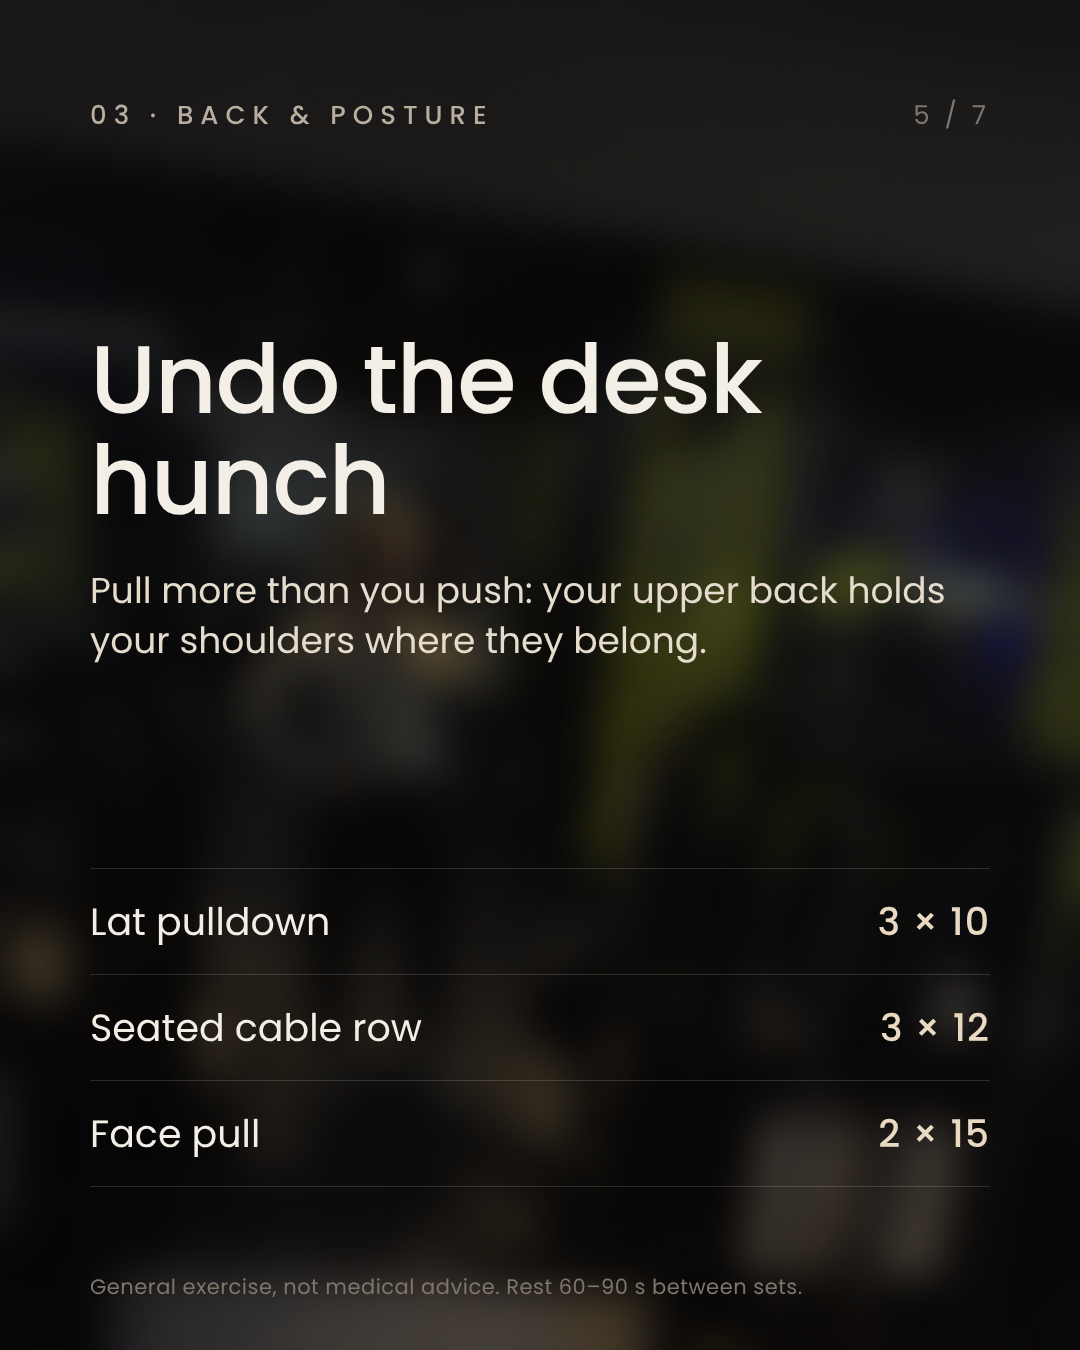 03 · BACK & POSTURE
5 / 7
Undo the desk
hunch
Pull more than you push: your upper back holds
your shoulders where they belong.
Lat pulldown 3 × 10
Seated cable row 3 × 12
Face pull 2 × 15
General exercise, not medical advice. Rest 60–90 s between sets.